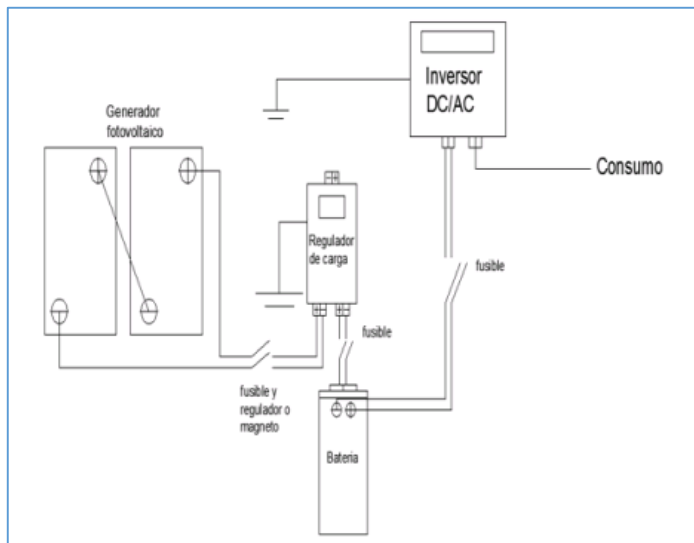 Inversor
DC/AC
Generador
fotovoltaico
Consumo
Regulador
de carga
fusible
fusible
fusible y
regulador o
magneto
Bateria